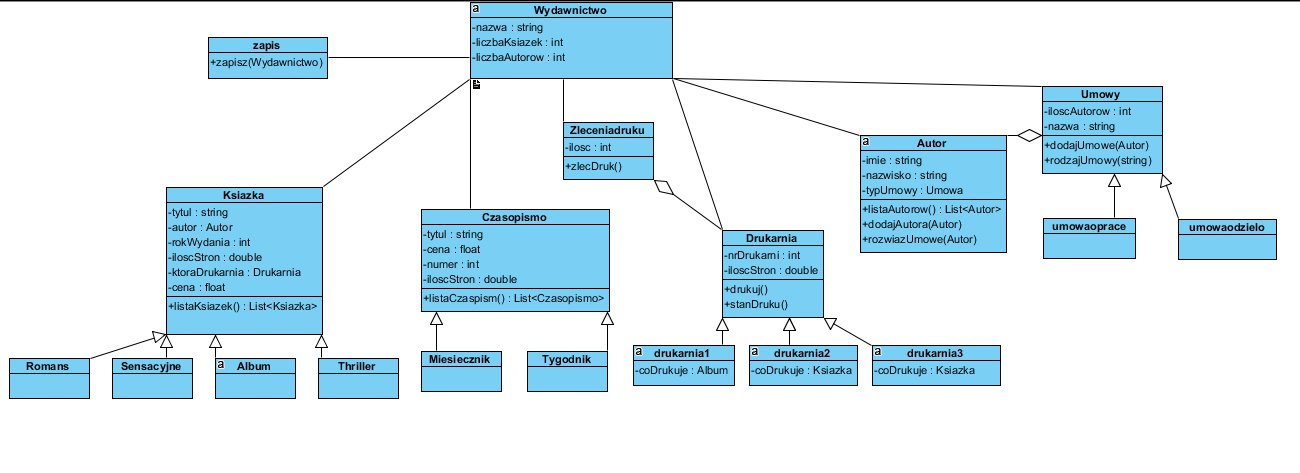 a
Wydawnictwo
-nazwa : string
-liczbaKsiazek : int
-liczbaAutorow : int
zapis
+zapisz(Wydawnictwo)
Zleceniadruku
-ilosc : int
+zlecDruk()
a
Autor
-imie : string
-nazwisko : string
-typUmowy : Umowa
+listaAutorow() : List<Autor>
+dodajAutora(Autor)
+rozwiazUmowe(Autor)
Umowy
-iloscAutorow : int
-nazwa : string
+dodajUmowe(Autor)
+rodzajUmowy(string)
umowaoprace
umowaodzielo
Ksiazka
-tytul : string
-autor : Autor
-rokWydania : int
-iloscStron : double
-ktoraDrukarnia : Drukarnia
-cena : float
+listaKsiazek() : List<Ksiazka>
Czasopismo
-tytul : string
-cena : float
-numer : int
-iloscStron : double
+listaCzaspism() : List<Czasopismo>
Drukarnia
-nrDrukarni : int
-iloscStron : double
+drukuj()
+stanDruku()
Romans
Sensacyjne
a
Album
Thriller
Miesiecznik
Tygodnik
a
drukarnia1
-coDrukuje : Album
a
drukarnia2
-coDrukuje : Ksiazka
a
drukarnia3
-coDrukuje : Ksiazka